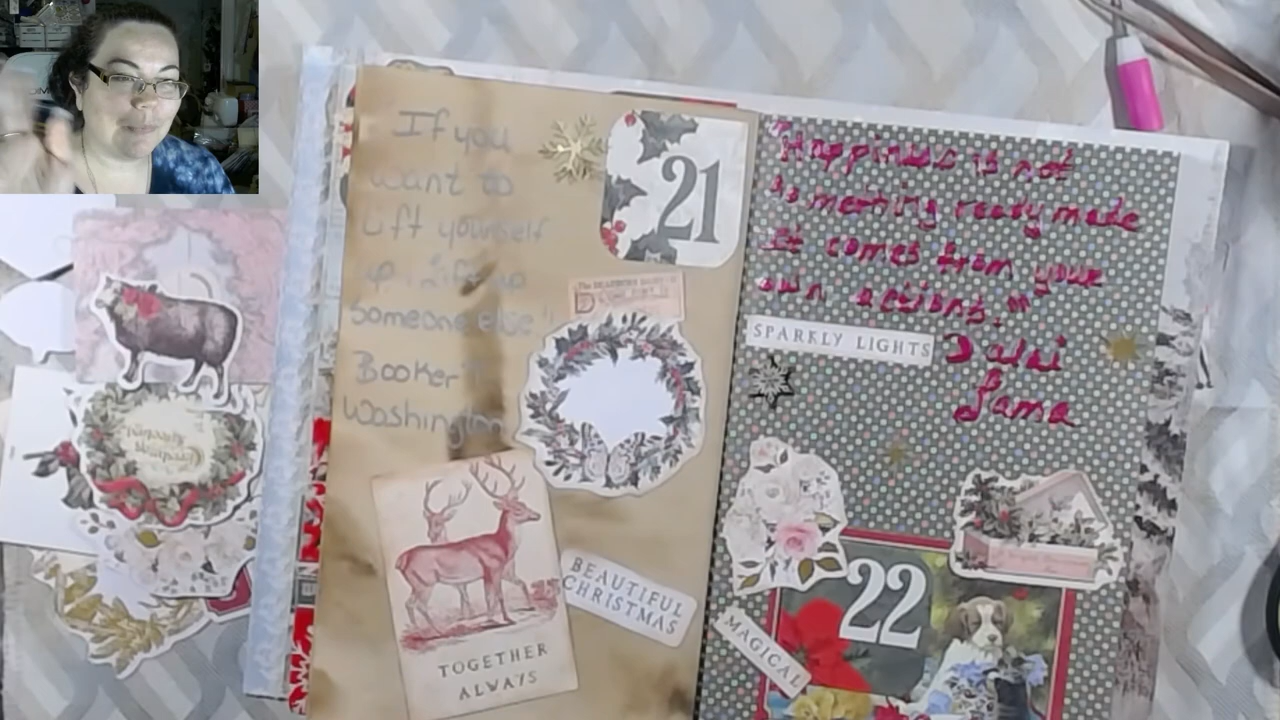 If you
want to
Lift yourself
up, lift up
Someone else"
Booker T
Washington
21
TOGETHER
ALWAYS
BEAUTIFUL
CHRISTMAS
"Happiness is not
something ready made
it comes from your
own actions."
Dalai
Lama
SPARKLY LIGHTS
22
MAGICAL